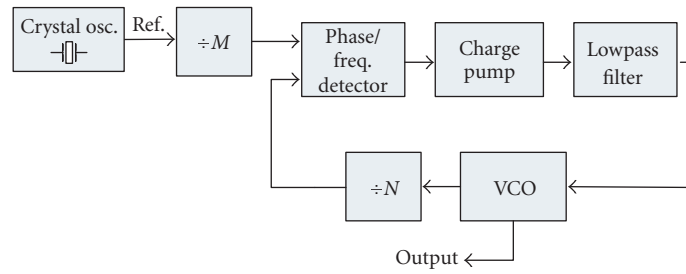 Crystal osc.
Ref.
÷M
Phase/
freq.
detector
Charge
pump
Lowpass
filter
÷N
VCO
Output